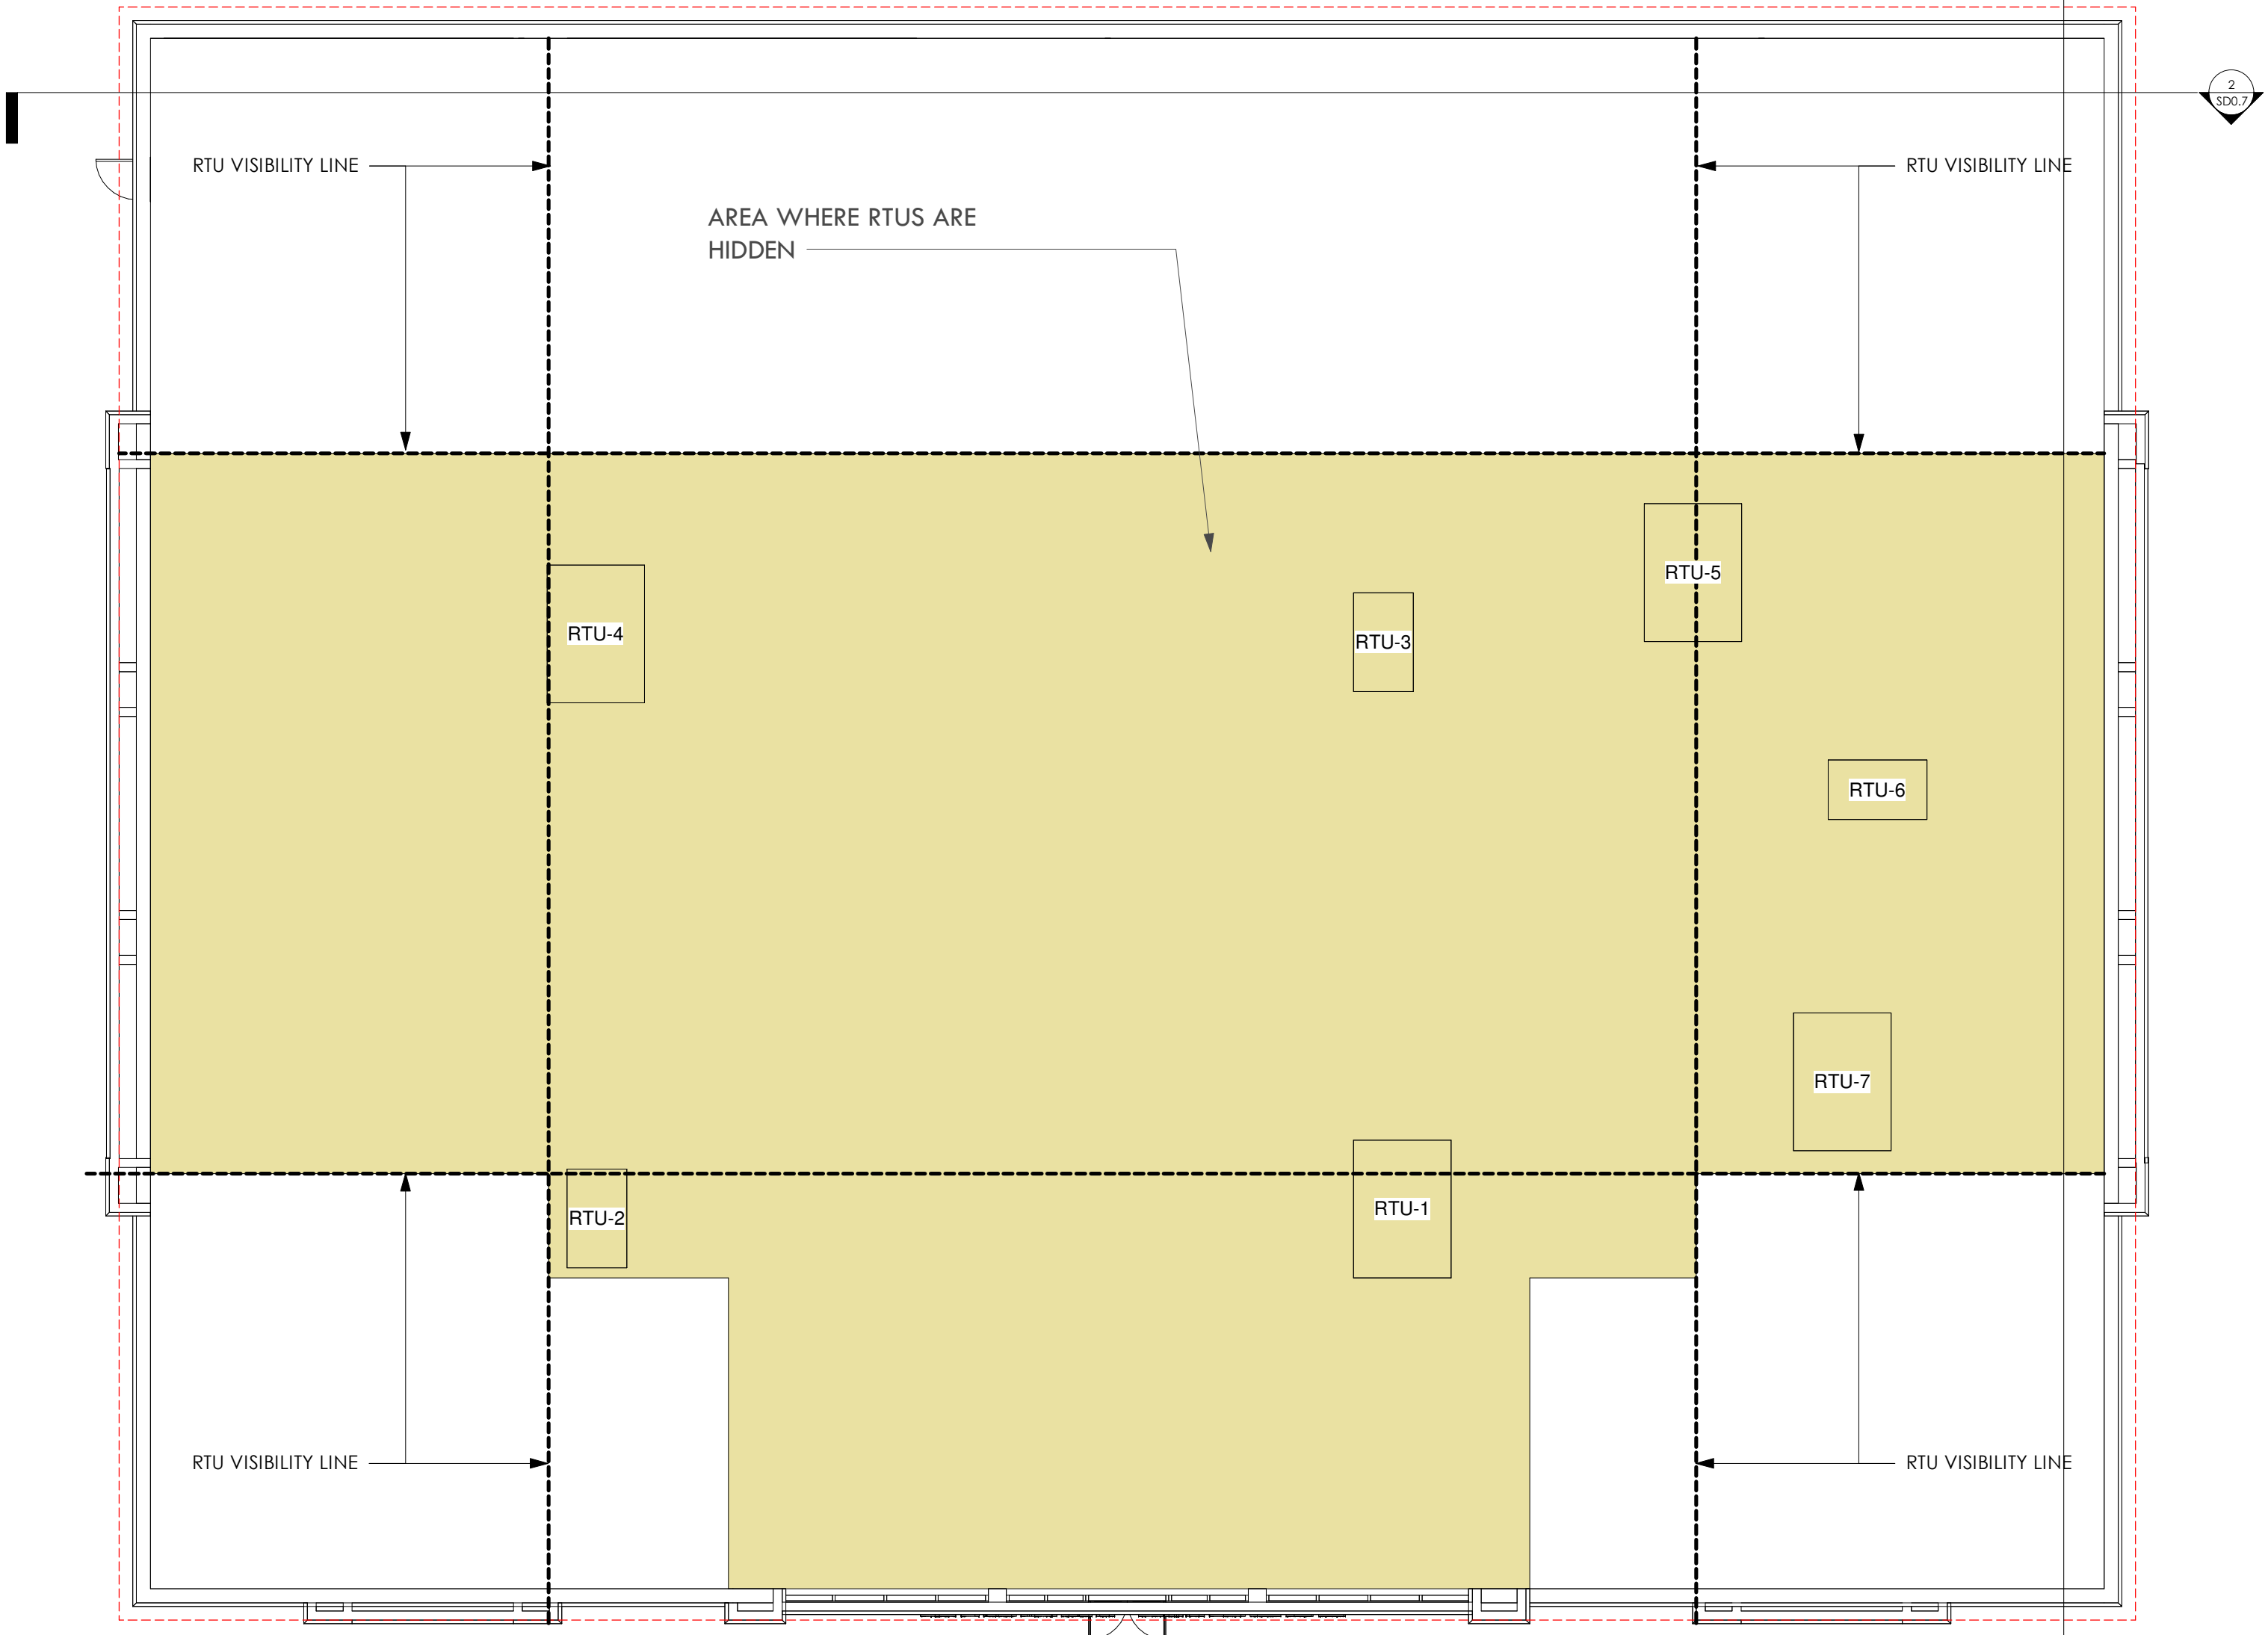 2
SD0.7
RTU VISIBILITY LINE
RTU VISIBILITY LINE
AREA WHERE RTUS ARE
HIDDEN
RTU-5
RTU-4
RTU-3
RTU-6
RTU-7
RTU-2
RTU-1
RTU VISIBILITY LINE
RTU VISIBILITY LINE